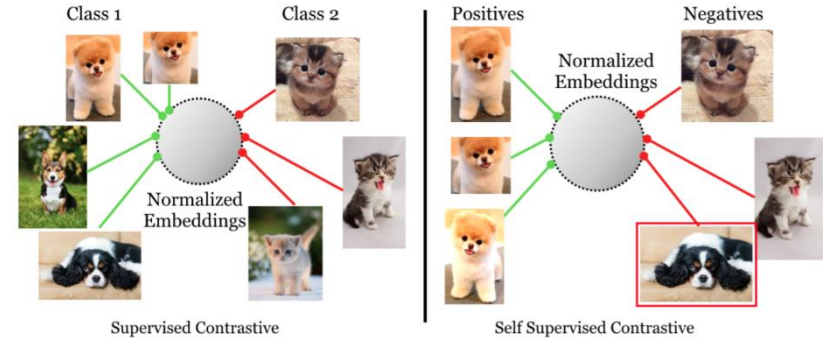 Class 1
Class 2
Normalized
Embeddings
Supervised Contrastive
Positives
Negatives
Normalized
Embeddings
Self Supervised Contrastive